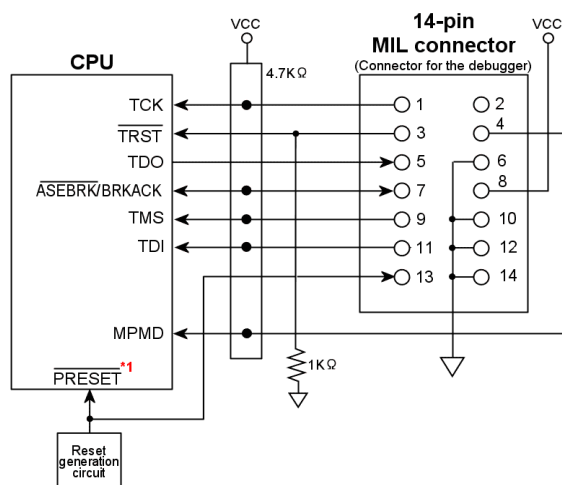 VCC
14-pin
MIL connector
(Connector for the debugger)
VCC
CPU
4.7KΩ
TCK
1
2
TRST
3
4
TDO
5
6
ASEBRK/BRKACK
7
8
TMS
9
10
TDI
11
12
13
14
MPMD
1KΩ
PRESET*1
Reset
generation
circuit